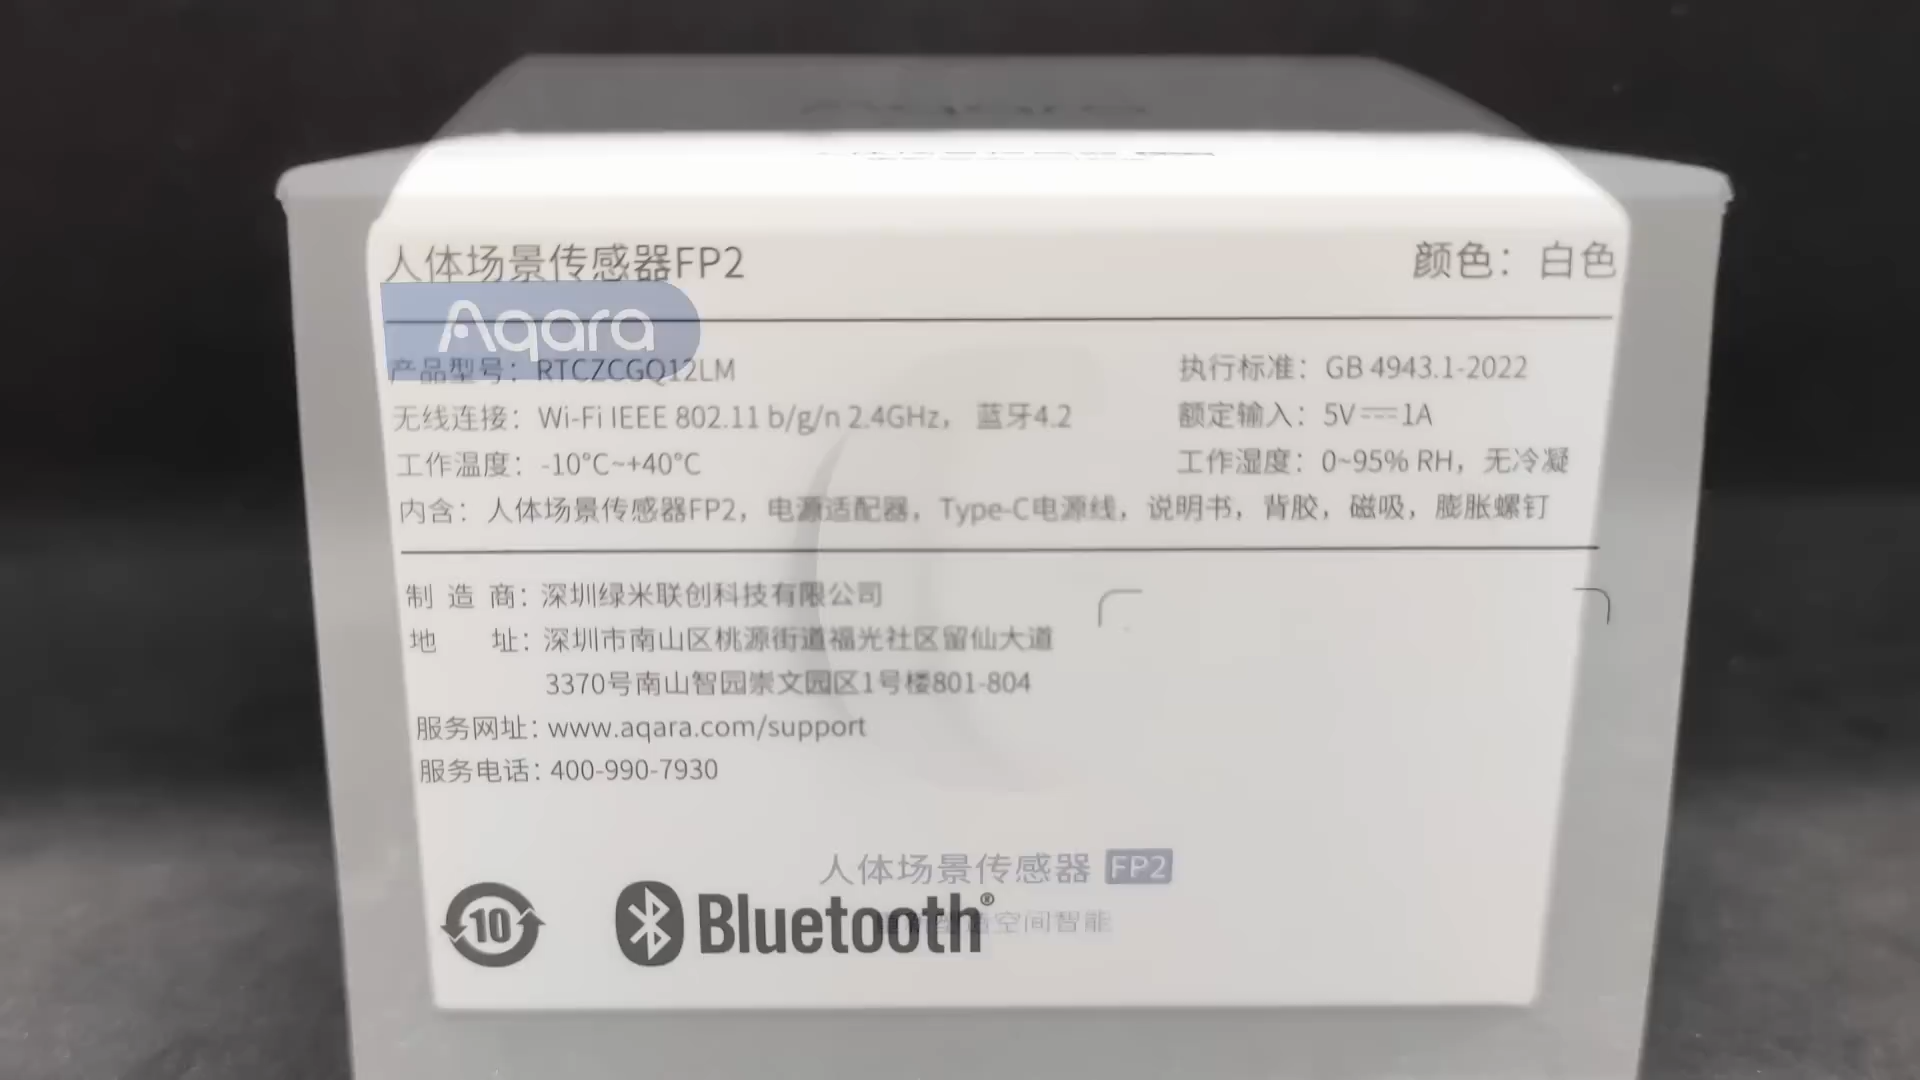 人体场景传感器FP2
颜色：白色
Aqara
产品型号：RTCZCGQ12LM
执行标准：GB 4943.1-2022
无线连接：Wi-Fi IEEE 802.11 b/g/n 2.4GHz，蓝牙4.2
额定输入：5V⎓1A
工作温度：-10°C~+40°C
工作湿度：0~95% RH，无冷凝
内含：人体场景传感器FP2，电源适配器，Type-C电源线，说明书，背胶，磁吸，膨胀螺钉
制造商：深圳绿米联创科技有限公司
地址：深圳市南山区桃源街道福光社区留仙大道
3370号南山智园崇文园区1号楼801-804
服务网址：www.aqara.com/support
服务电话：400-990-7930
人体场景传感器 FP2
空间智能
10
Bluetooth®